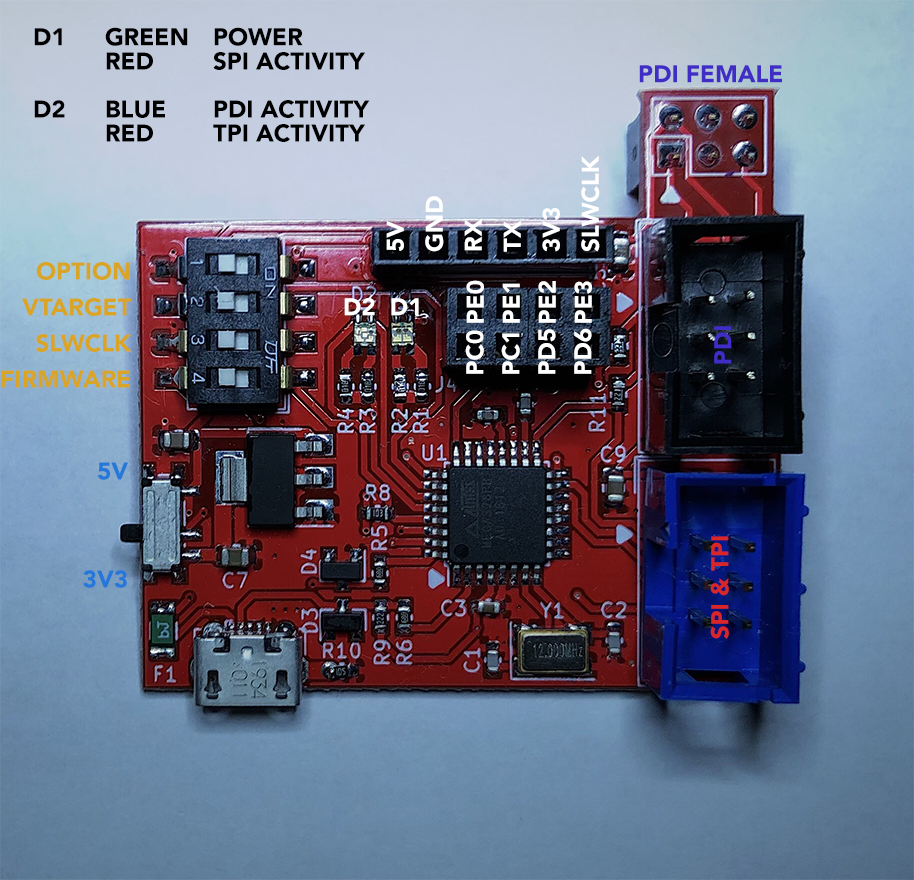 D1 GREEN POWER
RED SPI ACTIVITY
D2 BLUE PDI ACTIVITY
RED TPI ACTIVITY
PDI FEMALE
5V GND RX TX 3V3 SLWCLK
OPTION
VTARGET
SLWCLK
FIRMWARE
1
2
3
4
ON
OFF
D2 D1
PC0 PE0
PC1 PE1
PD5 PE2
PD6 PE3
PDI
R4 R3 R2 R1
R11
U1
C9
5V
3V3
R8
R5
C7
D4
D3
C3
Y1
C2
C1
12.000MHz
R10
R9 R6
F1
SPI & TPI